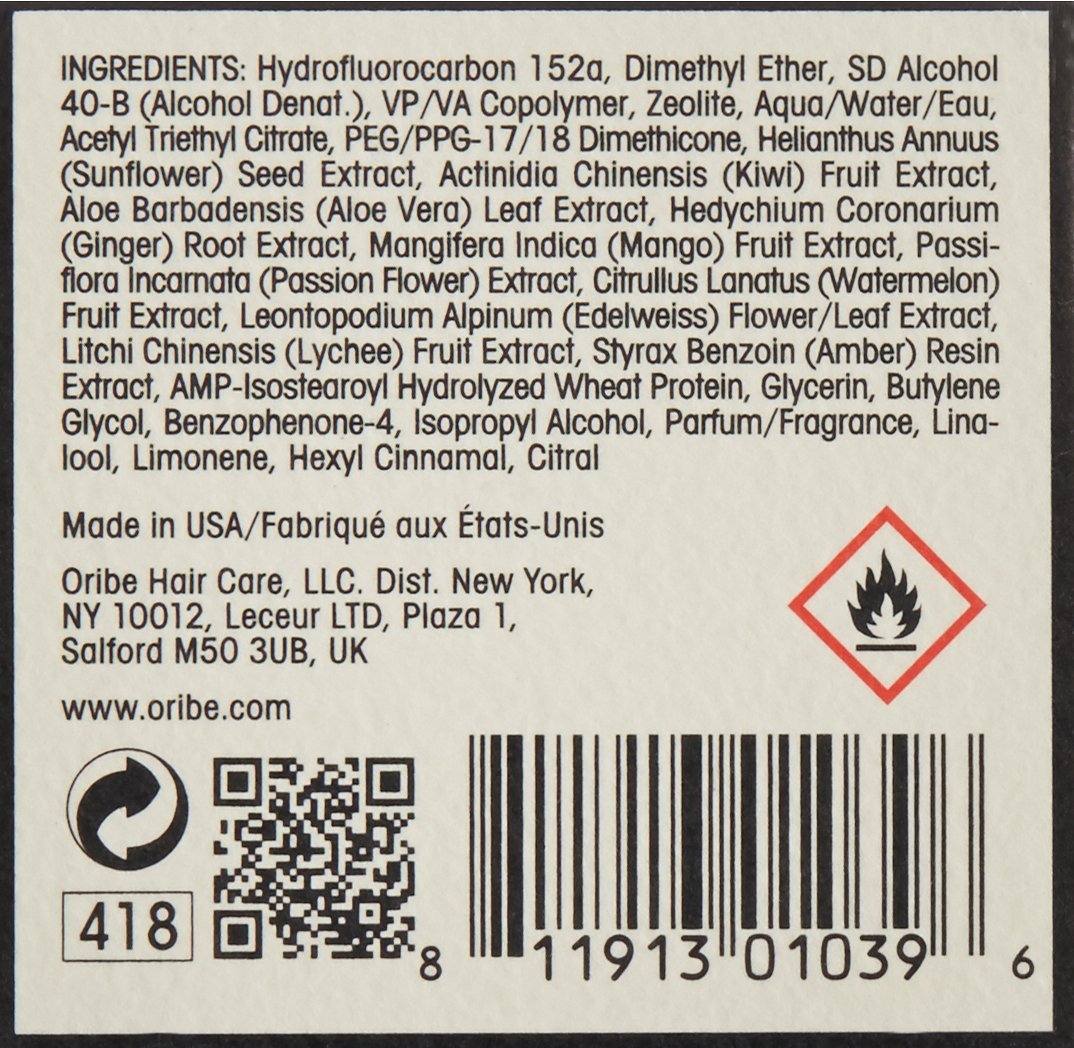 INGREDIENTS: Hydrofluorocarbon 152a, Dimethyl Ether, SD Alcohol
40-B (Alcohol Denat.), VP/VA Copolymer, Zeolite, Aqua/Water/Eau,
Acetyl Triethyl Citrate, PEG/PPG-17/18 Dimethicone, Helianthus Annuus
(Sunflower) Seed Extract, Actinidia Chinensis (Kiwi) Fruit Extract,
Aloe Barbadensis (Aloe Vera) Leaf Extract, Hedychium Coronarium
(Ginger) Root Extract, Mangifera Indica (Mango) Fruit Extract, Passi-
flora Incarnata (Passion Flower) Extract, Citrullus Lanatus (Watermelon)
Fruit Extract, Leontopodium Alpinum (Edelweiss) Flower/Leaf Extract,
Litchi Chinensis (Lychee) Fruit Extract, Styrax Benzoin (Amber) Resin
Extract, AMP-Isostearoyl Hydrolyzed Wheat Protein, Glycerin, Butylene
Glycol, Benzophenone-4, Isopropyl Alcohol, Parfum/Fragrance, Lina-
lool, Limonene, Hexyl Cinnamal, Citral
Made in USA/Fabriqué aux États-Unis
Oribe Hair Care, LLC. Dist. New York,
NY 10012, Leceur LTD, Plaza 1,
Salford M50 3UB, UK
www.oribe.com
418
8 11913 01039 6